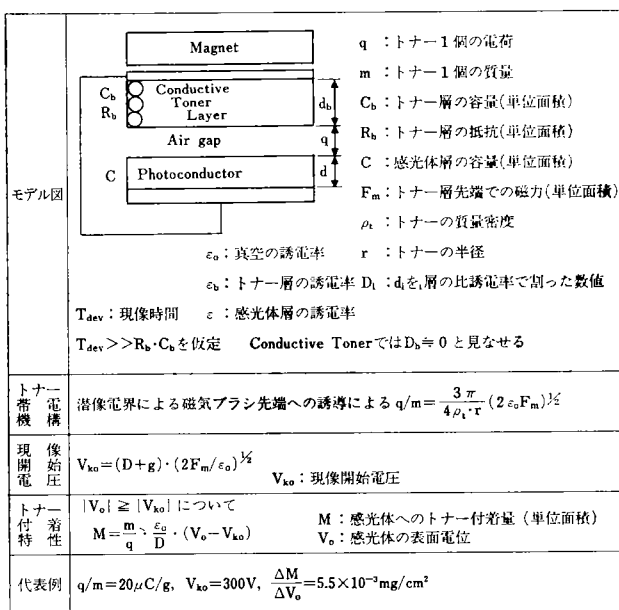 モデル図
Magnet
C_b
R_b
Conductive
Toner
Layer
d_b
Air gap
q
C
Photoconductor
d
q ：トナー1個の電荷
m ：トナー1個の質量
C_b ：トナー層の容量(単位面積)
R_b ：トナー層の抵抗(単位面積)
C ：感光体層の容量(単位面積)
F_m ：トナー層先端での磁力(単位面積)
ρ_t ：トナーの質量密度
ε_o：真空の誘電率 r ：トナーの半径
ε_b：トナー層の誘電率 D_i ：d_iをi層の比誘電率で割った数値
T_dev：現像時間 ε ：感光体層の誘電率
T_dev>>R_b･C_bを仮定 Conductive TonerではD_b≒0と見なせる
トナー帯電機構
潜像電界による磁気ブラシ先端への誘導による q/m=3π/4ρ_t･r (2ε_oF_m)^½
現像開始電圧
V_ko=(D+g)･(2F_m/ε_o)^½
V_ko：現像開始電圧
トナー付着特性
|V_o|≧|V_ko|について
M=m/q･ε_o/D･(V_o−V_ko)
M：感光体へのトナー付着量（単位面積）
V_o：感光体の表面電位
代表例
q/m=20μC/g, V_ko=300V, ΔM/ΔV_o=5.5×10⁻³mg/cm²